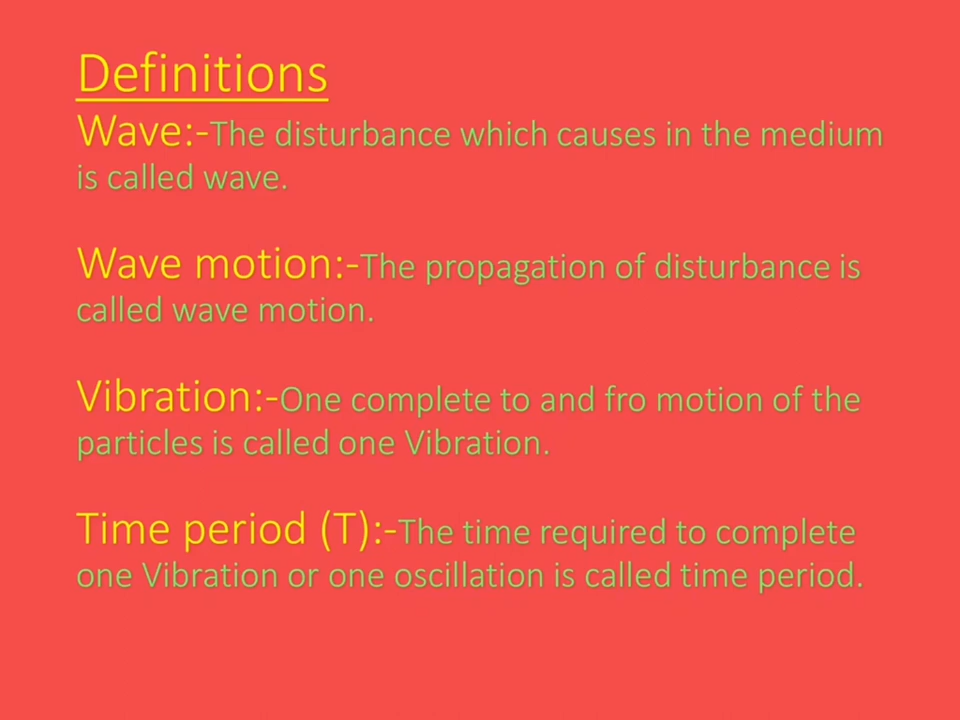 Definitions
Wave:-The disturbance which causes in the medium
is called wave.
Wave motion:-The propagation of disturbance is
called wave motion.
Vibration:-One complete to and fro motion of the
particles is called one Vibration.
Time period (T):-The time required to complete
one Vibration or one oscillation is called time period.